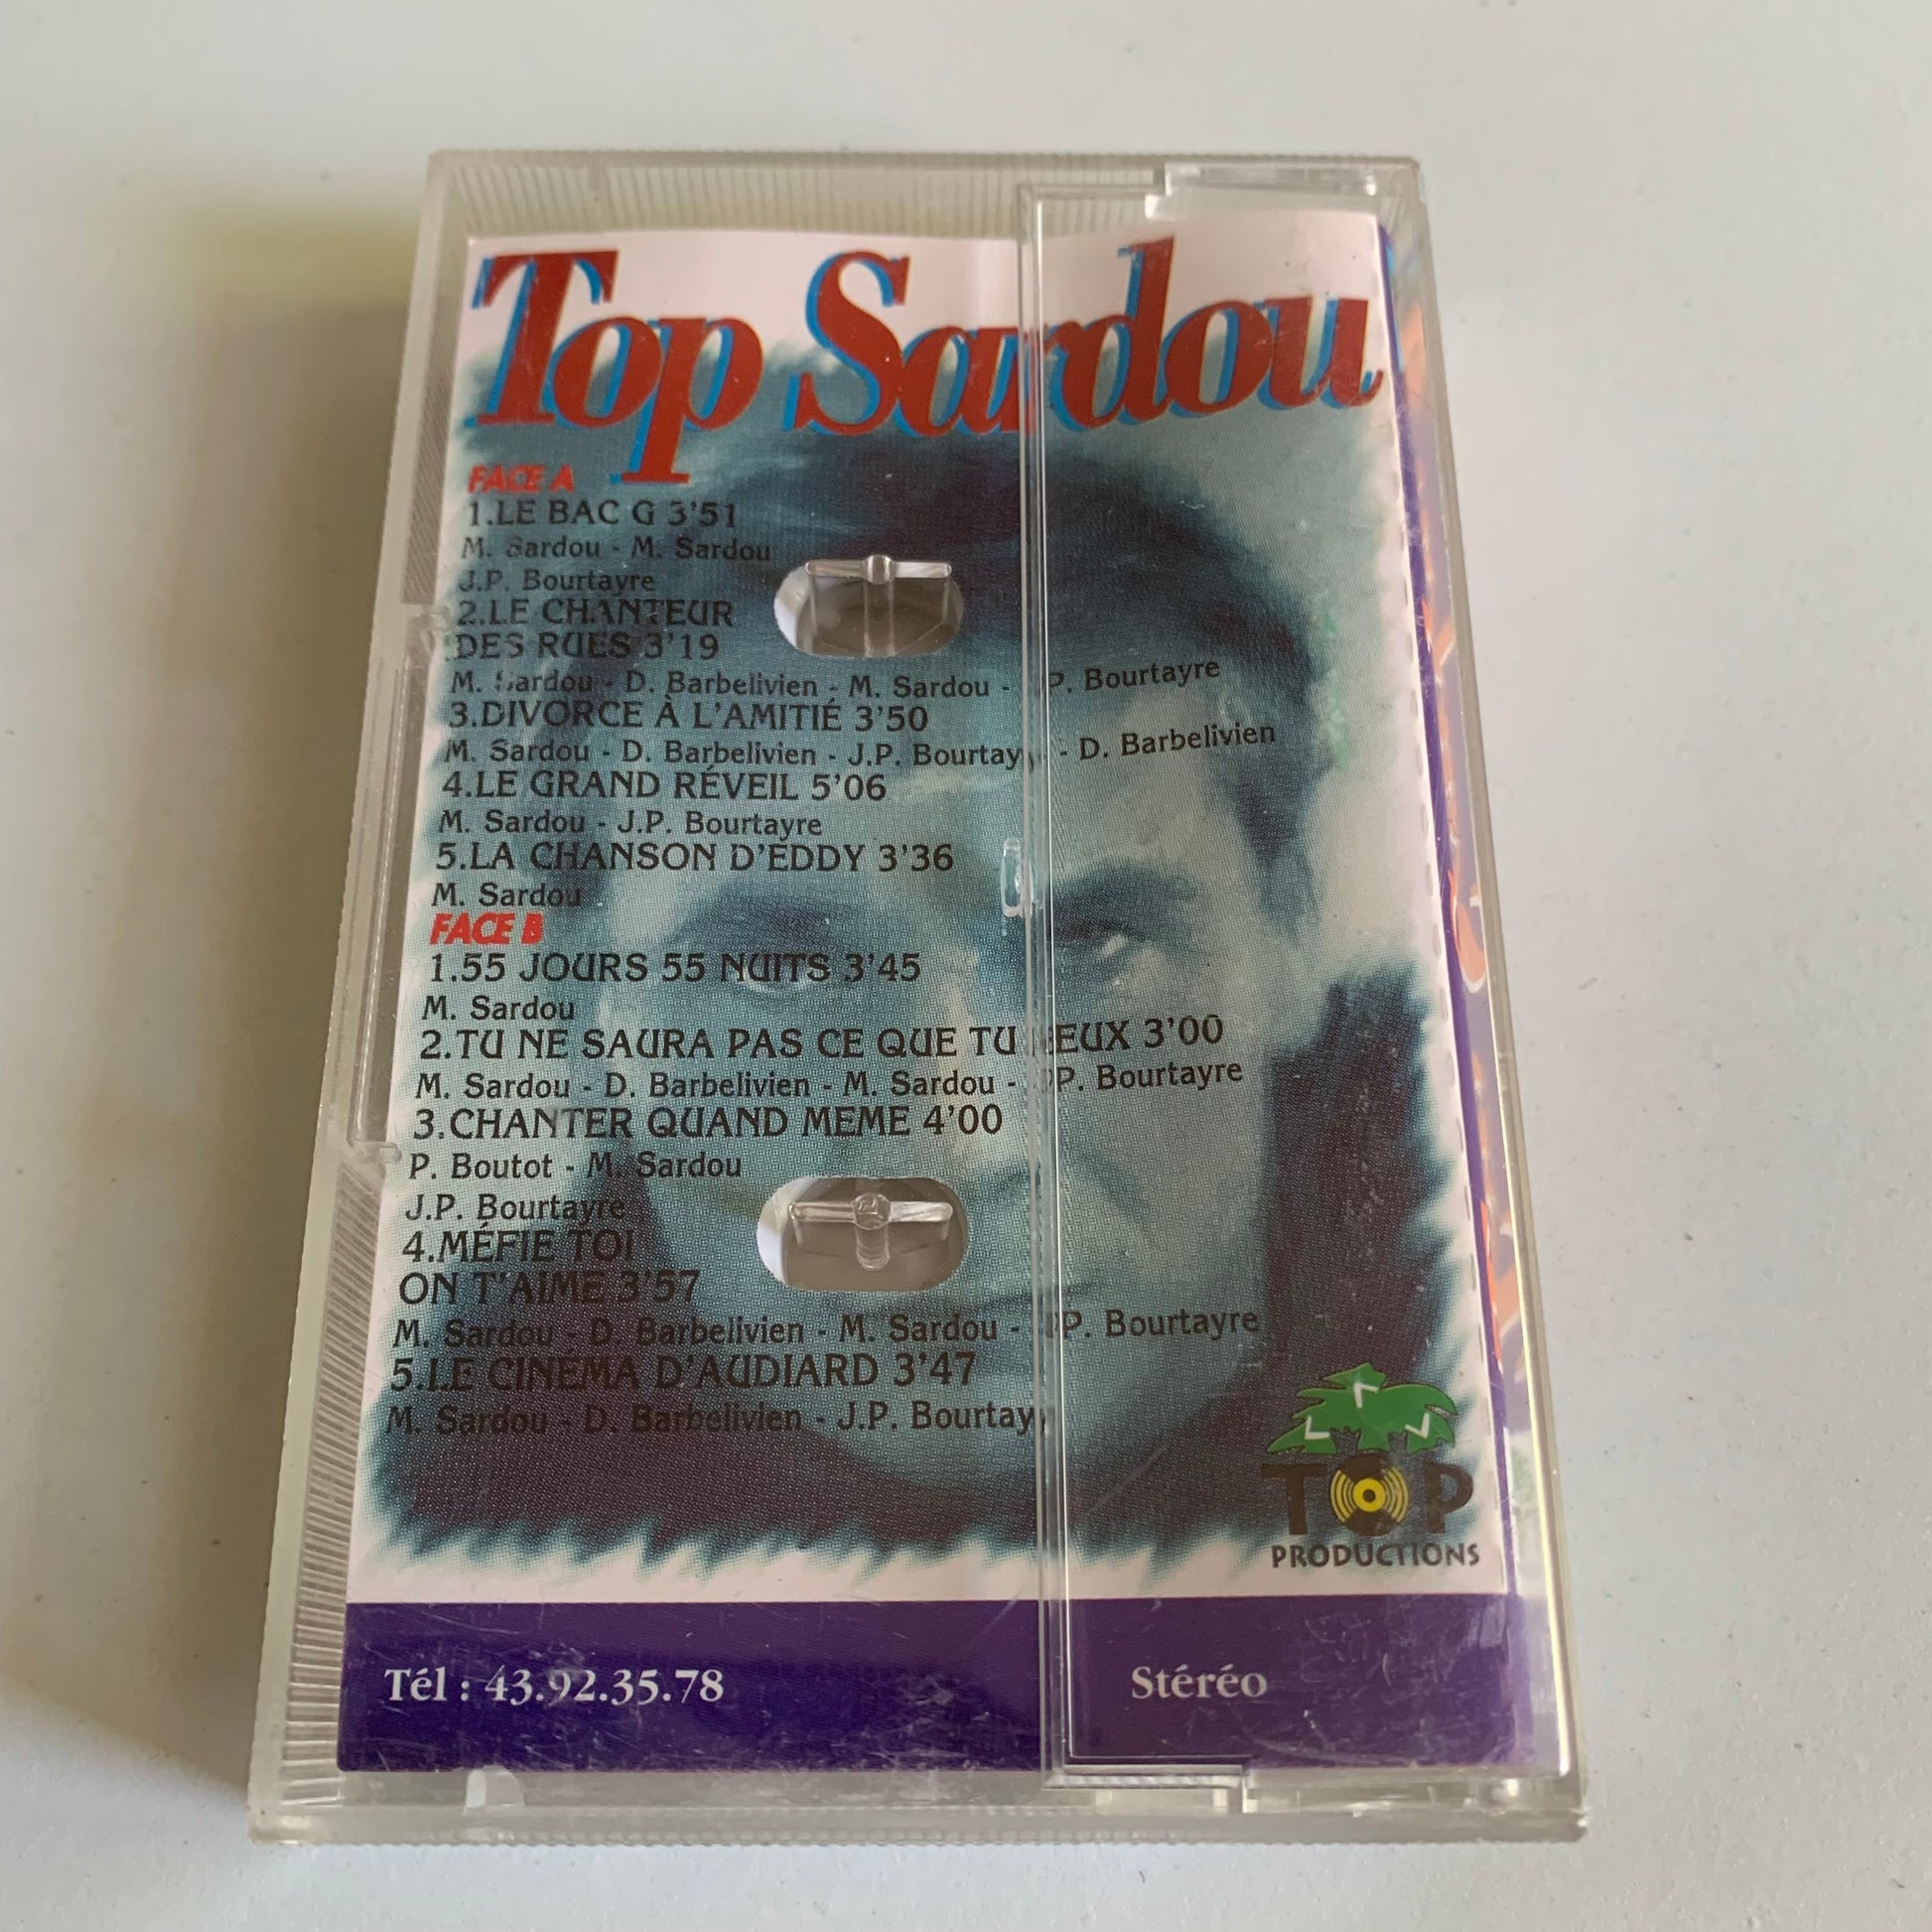 Top Sardou
FACE A
1.LE BAC G 3'51
M. Sardou - M. Sardou
J.P. Bourtayre
2.LE CHANTEUR
DES RUES 3'19
M. Sardou - D. Barbelivien - M. Sardou - P. Bourtayre
3.DIVORCE À L'AMITIÉ 3'50
M. Sardou - D. Barbelivien - J.P. Bourtay - D. Barbelivien
4.LE GRAND RÉVEIL 5'06
M. Sardou - J.P. Bourtayre
5.LA CHANSON D'EDDY 3'36
M. Sardou
FACE B
1.55 JOURS 55 NUITS 3'45
M. Sardou
2.TU NE SAURA PAS CE QUE TU EUX 3'00
M. Sardou - D. Barbelivien - M. Sardou - P. Bourtayre
3.CHANTER QUAND MEME 4'00
P. Boutot - M. Sardou
J.P. Bourtayre
4.MÉFIE TOI
ON T'AIME 3'57
M. Sardou - D. Barbelivien - M. Sardou - P. Bourtayre
5.LE CINÉMA D'AUDIARD 3'47
M. Sardou - D. Barbelivien - J.P. Bourtay
TOP
PRODUCTIONS
Tél : 43.92.35.78
Stéréo